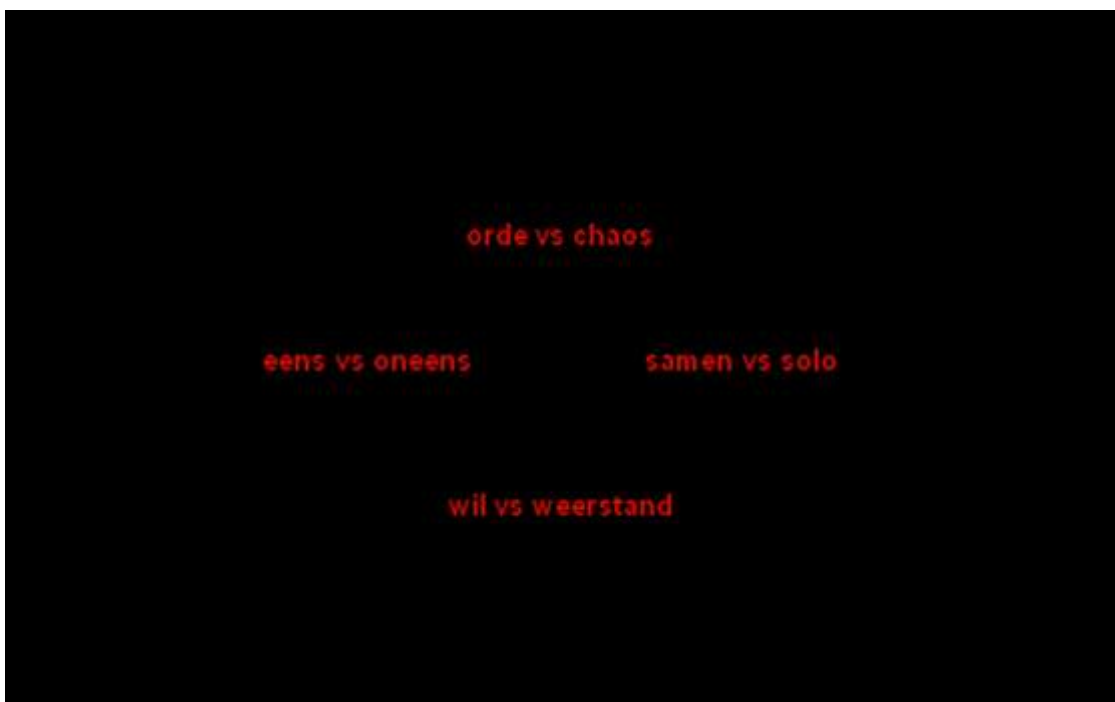 orde vs chaos
eens vs oneens
samen vs solo
wil vs weerstand